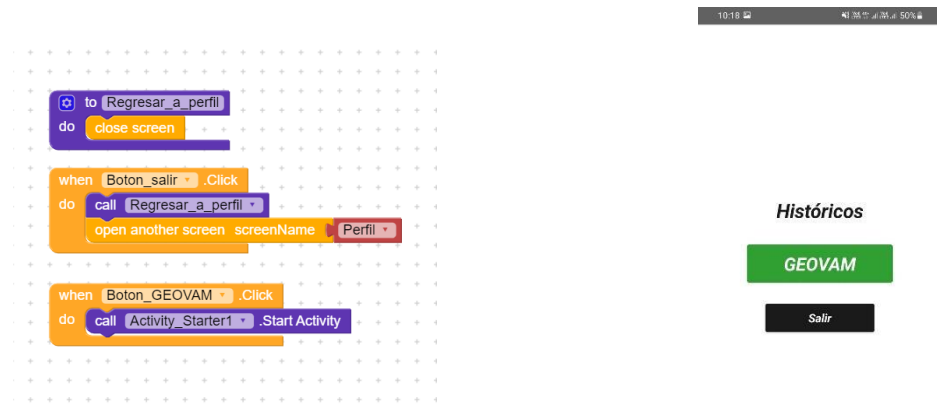 to Regresar_a_perfil
do close screen
when Boton_salir .Click
do call Regresar_a_perfil
open another screen screenName Perfil
when Boton_GEOVAM .Click
do call Activity_Starter1 .Start Activity
10:18 50%
Históricos
GEOVAM
Salir